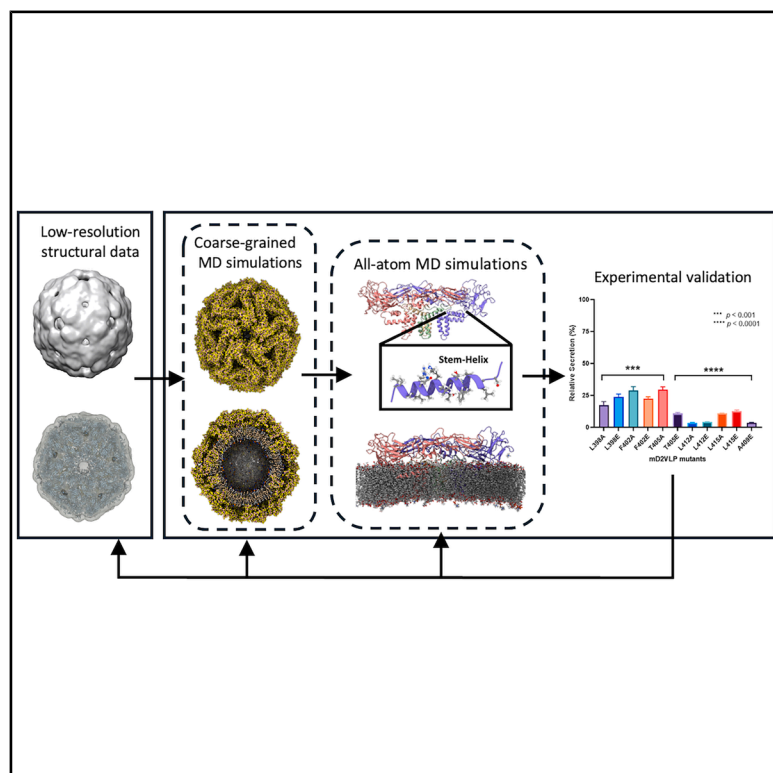 Low-resolution
structural data
Coarse-grained
MD simulations
All-atom MD simulations
Stem-Helix
Experimental validation
*** p < 0.001
**** p < 0.0001
Relative Secretion (%)
100
75
50
25
0
***
****
L398A
L398E
F402A
F402E
T405A
T405E
L412A
L412E
L415A
L415E
A409E
mD2VLP mutants